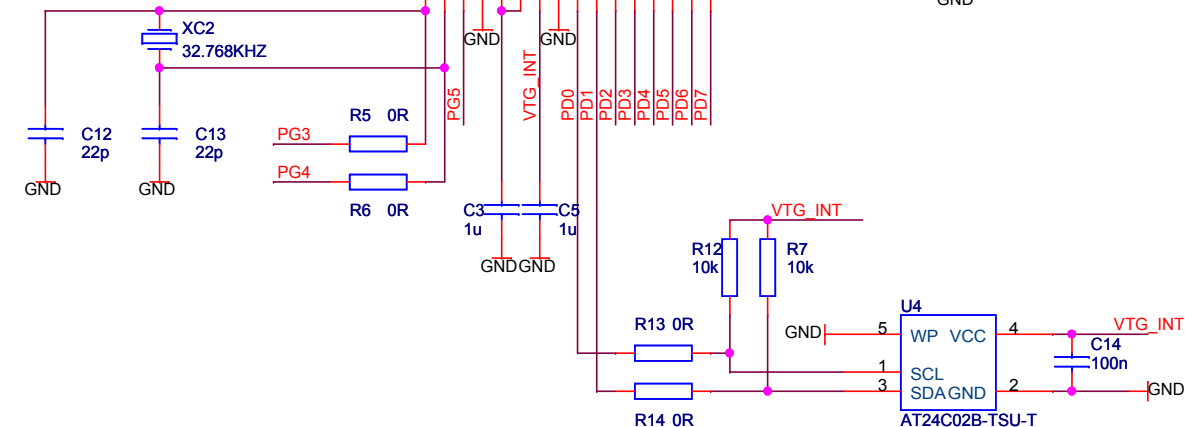 GND
XC2
32.768KHZ
GND
GND
VTG_INT
PG5
PD0
PD1
PD2
PD3
PD4
PD5
PD6
PD7
R5 0R
C12
22p
C13
22p
PG3
PG4
GND
GND
R6 0R
C3
1u
C5
1u
VTG_INT
R12
10k
R7
10k
GND
GND
U4
R13 0R
GND
5
WP
VCC
4
VTG_INT
C14
100n
1
SCL
3
SDA
GND
2
GND
R14 0R
AT24C02B-TSU-T